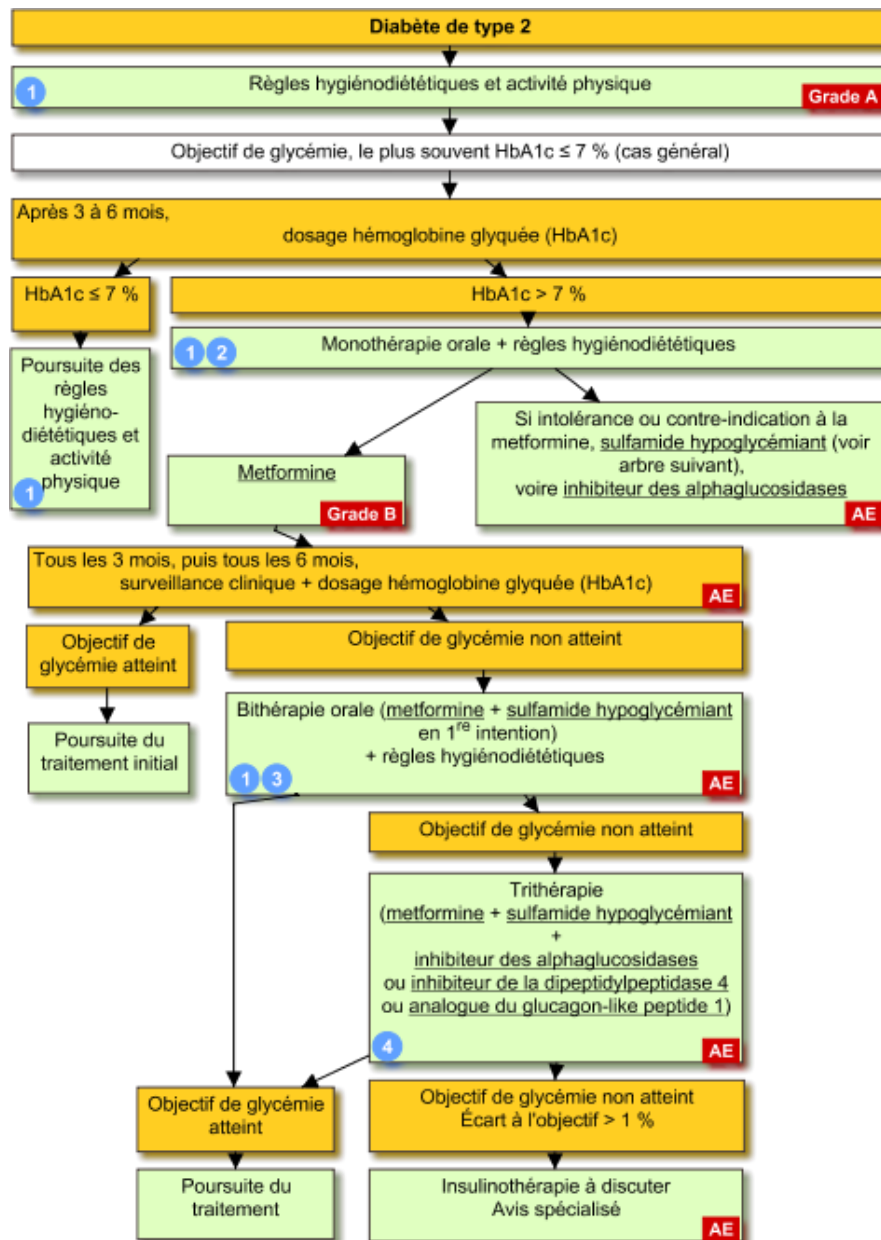 Diabète de type 2
Règles hygiénodiététiques et activité physique
1
Grade A
Objectif de glycémie, le plus souvent HbA1c ≤ 7 % (cas général)
Après 3 à 6 mois,
dosage hémoglobine glyquée (HbA1c)
HbA1c ≤ 7 %
HbA1c > 7 %
Poursuite des
règles
hygiéno-
diététiques et
activité
physique
1
Monothérapie orale + règles hygiénodiététiques
1 2
Metformine
Grade B
Si intolérance ou contre-indication à la
metformine, sulfamide hypoglycémiant (voir
arbre suivant),
voire inhibiteur des alphaglucosidases
AE
Tous les 3 mois, puis tous les 6 mois,
surveillance clinique + dosage hémoglobine glyquée (HbA1c)
AE
Objectif de
glycémie atteint
Poursuite du
traitement initial
Objectif de glycémie non atteint
Bithérapie orale (metformine + sulfamide hypoglycémiant
en 1re intention)
+ règles hygiénodiététiques
1 3
AE
Objectif de glycémie non atteint
Trithérapie
(metformine + sulfamide hypoglycémiant
+
inhibiteur des alphaglucosidases
ou inhibiteur de la dipeptidylpeptidase 4
ou analogue du glucagon-like peptide 1)
4
AE
Objectif de glycémie
atteint
Poursuite du
traitement
Objectif de glycémie non atteint
Écart à l'objectif > 1 %
Insulinothérapie à discuter
Avis spécialisé
AE